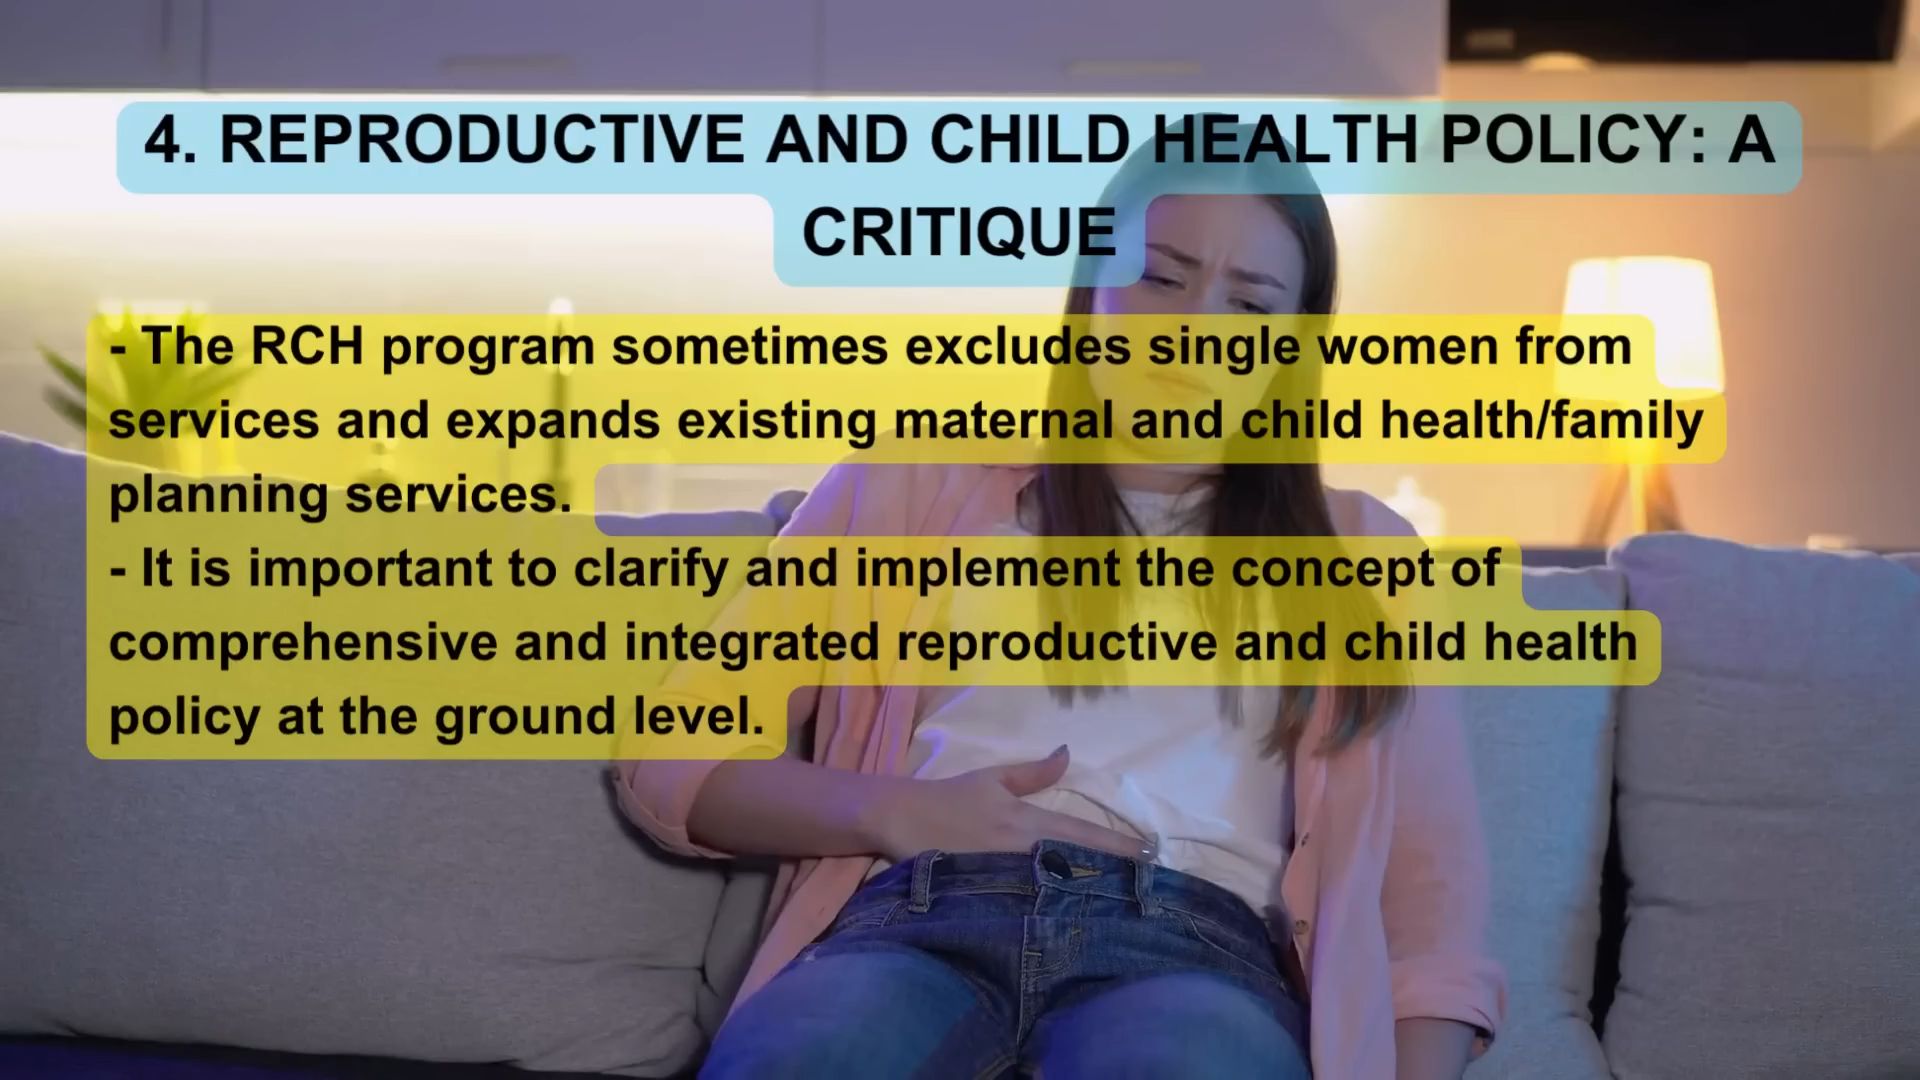 4. REPRODUCTIVE AND CHILD HEALTH POLICY: A
CRITIQUE
- The RCH program sometimes excludes single women from
services and expands existing maternal and child health/family
planning services.
- It is important to clarify and implement the concept of
comprehensive and integrated reproductive and child health
policy at the ground level.